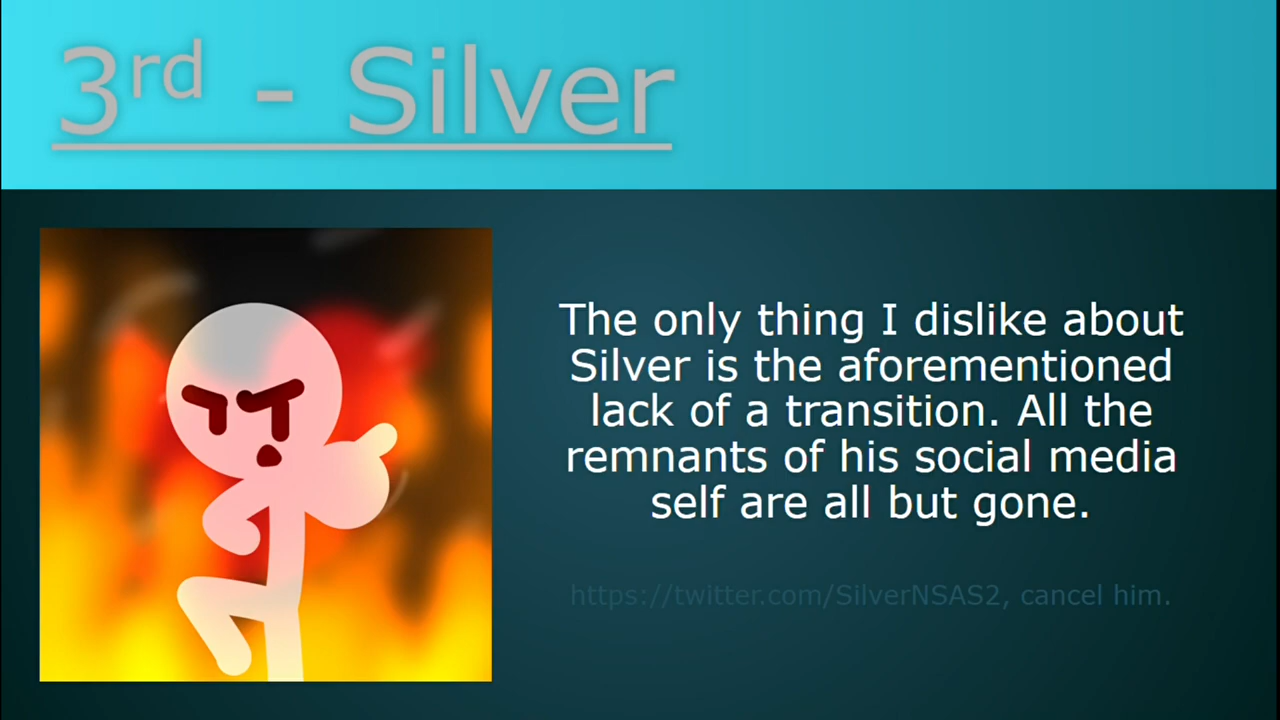 3rd - Silver
The only thing I dislike about
Silver is the aforementioned
lack of a transition. All the
remnants of his social media
self are all but gone.
https://twitter.com/SilverNSAS2, cancel him.